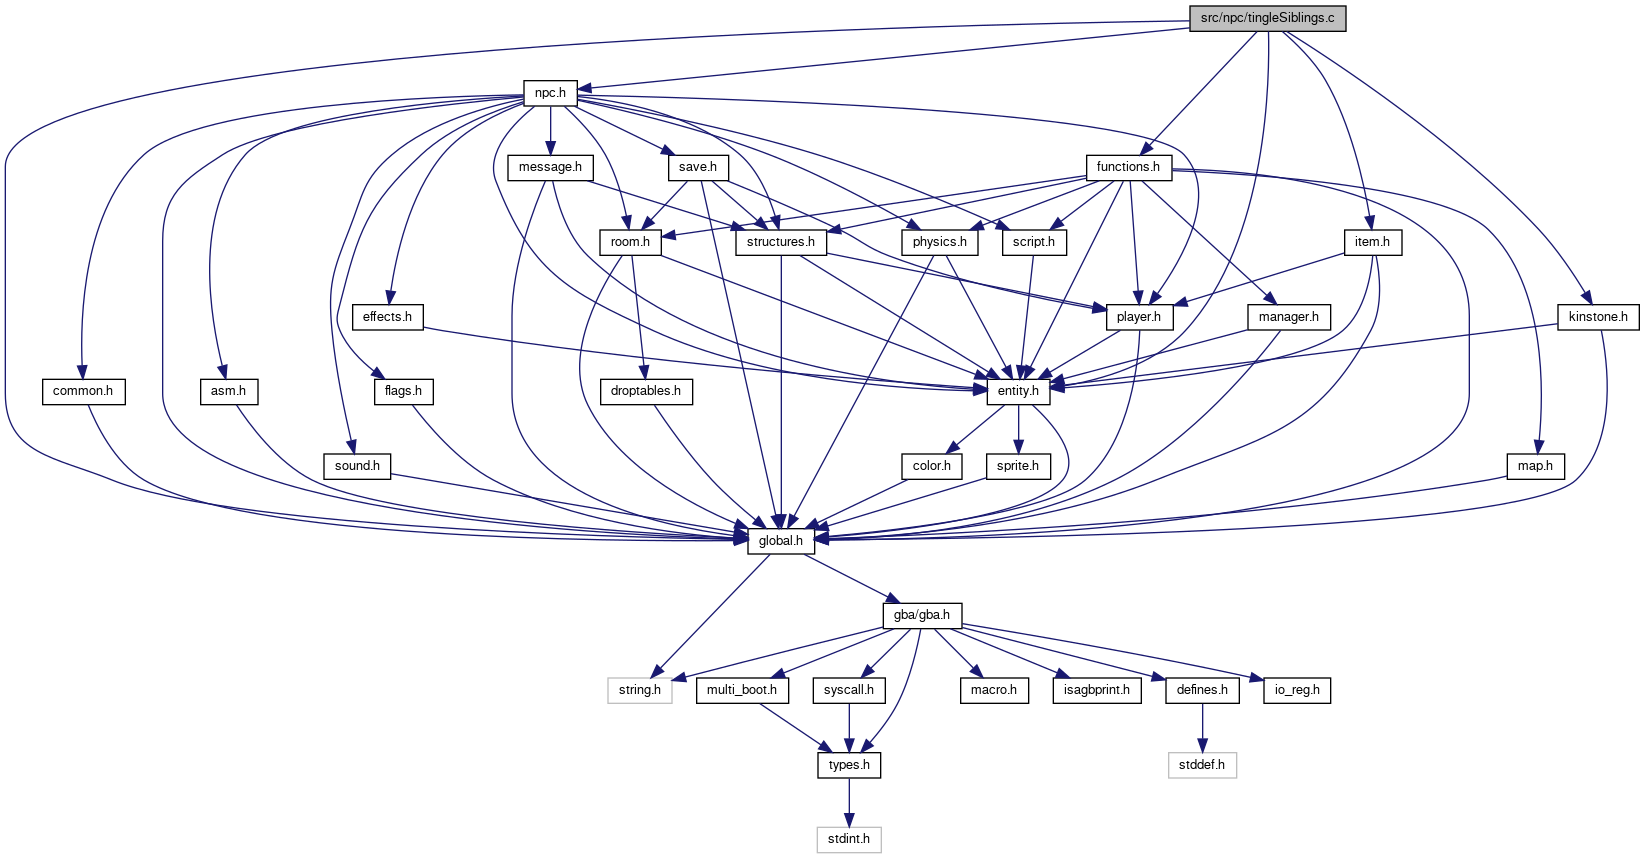 src/npc/tingleSiblings.c
npc.h
message.h
save.h
functions.h
room.h
structures.h
physics.h
script.h
item.h
effects.h
player.h
manager.h
kinstone.h
common.h
asm.h
flags.h
droptables.h
entity.h
sound.h
color.h
sprite.h
map.h
global.h
gba/gba.h
string.h
multi_boot.h
syscall.h
macro.h
isagbprint.h
defines.h
io_reg.h
types.h
stddef.h
stdint.h